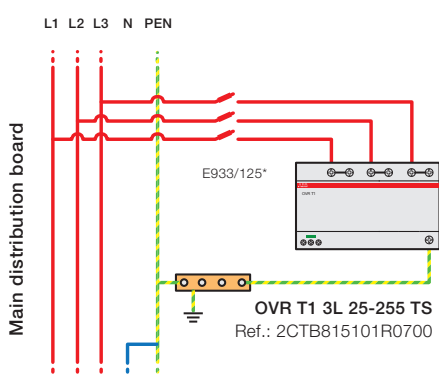 L1 L2 L3 N PEN
Main distribution board
E933/125*
OVR T1
OVR T1 3L 25-255 TS
Ref.: 2CTB815101R0700